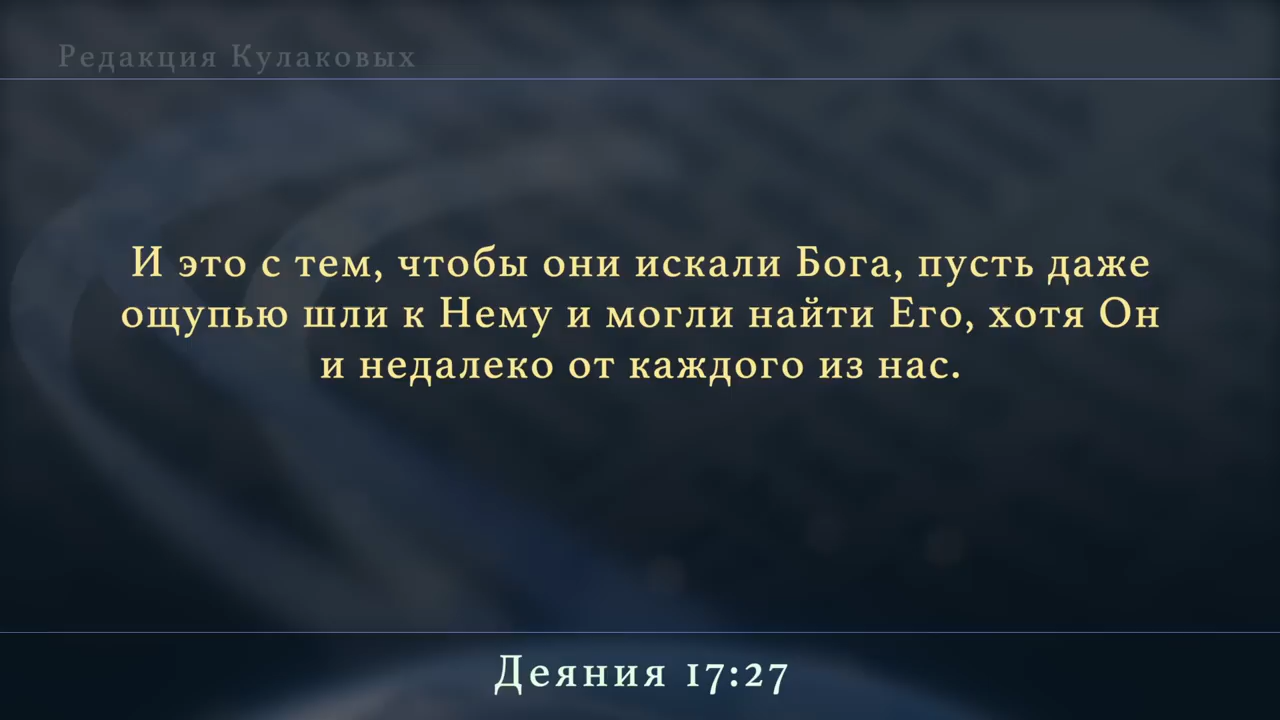 Редакция Кулаковых
И это с тем, чтобы они искали Бога, пусть даже
ощупью шли к Нему и могли найти Его, хотя Он
и недалеко от каждого из нас.
Деяния 17:27